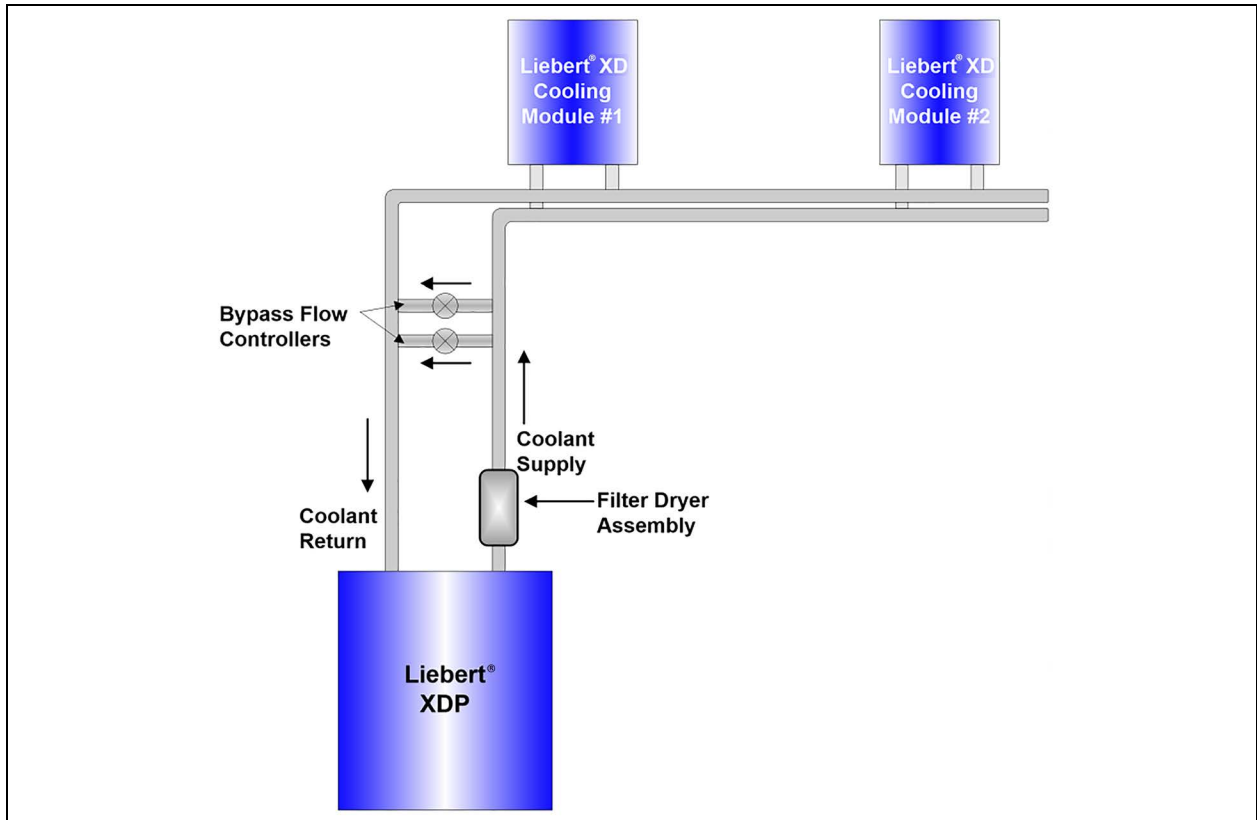 Liebert® XD
Cooling
Module #1
Liebert® XD
Cooling
Module #2
Bypass Flow
Controllers
Coolant
Supply
Filter Dryer
Assembly
Coolant
Return
Liebert®
XDP